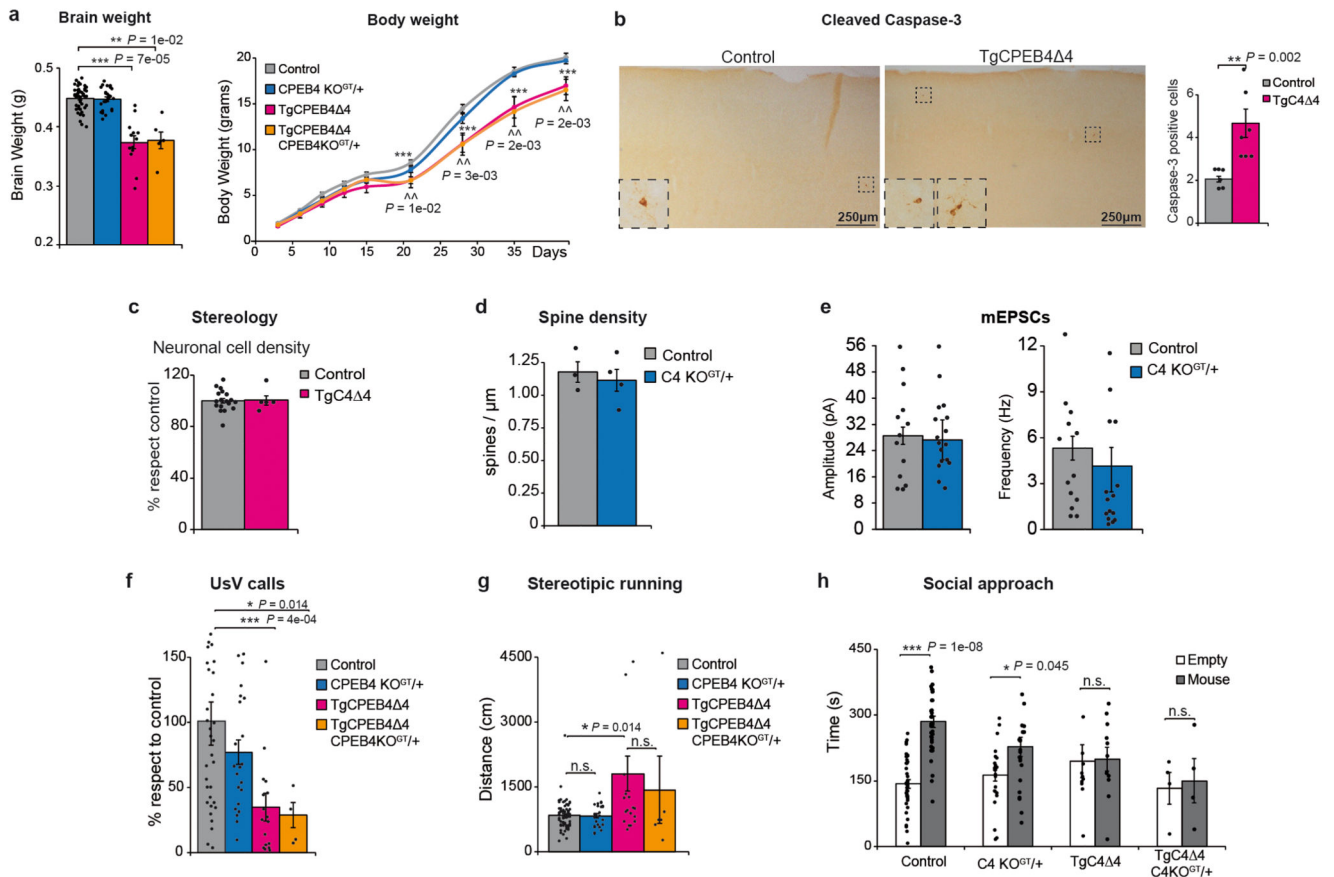 a
Brain weight
** P = 1e-02
*** P = 7e-05
Brain Weight (g)
0.5
0.4
0.3
0.2
Body weight
Body Weight (grams)
20
15
10
5
0
Control
CPEB4 KOGT/+
TgCPEB4Δ4
TgCPEB4Δ4
CPEB4KOGT/+
***
***
***
***
^^
^^
^^
^^
P = 1e-02
P = 3e-03
P = 2e-03
P = 2e-03
0 5 10 15 20 25 30 35 Days
b
Cleaved Caspase-3
Control
TgCPEB4Δ4
250µm
250µm
** P = 0.002
Control
TgC4Δ4
Caspase-3 positive cells
6
4
2
0
c
Stereology
Neuronal cell density
Control
TgC4Δ4
% respect control
120
80
40
0
d
Spine density
Control
C4 KOGT/+
spines / µm
1.25
1.00
0.75
0.50
0.25
0
e
mEPSCs
Amplitude (pA)
56
48
40
32
28
16
8
0
Frequency (Hz)
12
9
6
3
0
Control
C4 KOGT/+
f
UsV calls
* P = 0.014
*** P = 4e-04
% respect to control
150
100
50
0
Control
CPEB4 KOGT/+
TgCPEB4Δ4
TgCPEB4Δ4
CPEB4KOGT/+
g
Stereotipic running
Distance (cm)
4500
3000
1500
0
* P = 0.014
n.s.
n.s.
Control
CPEB4 KOGT/+
TgCPEB4Δ4
TgCPEB4Δ4
CPEB4KOGT/+
h
Social approach
Time (s)
450
300
150
0
*** P = 1e-08
* P = 0.045
n.s.
n.s.
Empty
Mouse
Control
C4 KOGT/+
TgC4Δ4
TgC4Δ4
C4KOGT/+